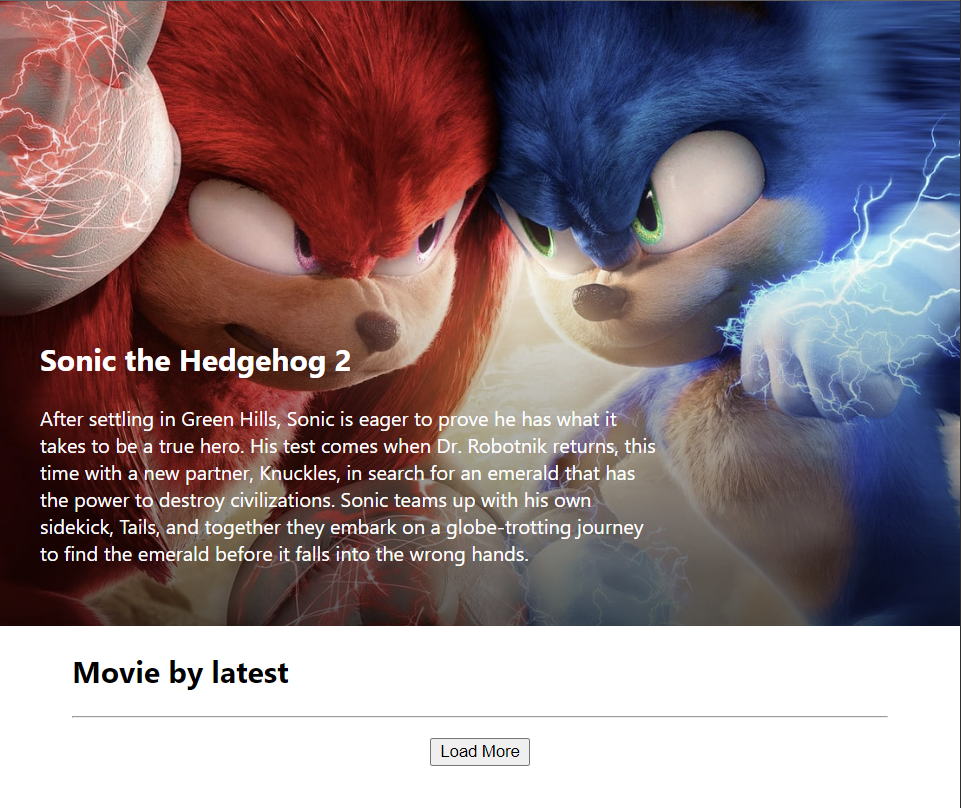 Sonic the Hedgehog 2
After settling in Green Hills, Sonic is eager to prove he has what it
takes to be a true hero. His test comes when Dr. Robotnik returns, this
time with a new partner, Knuckles, in search for an emerald that has
the power to destroy civilizations. Sonic teams up with his own
sidekick, Tails, and together they embark on a globe-trotting journey
to find the emerald before it falls into the wrong hands.
Movie by latest
Load More